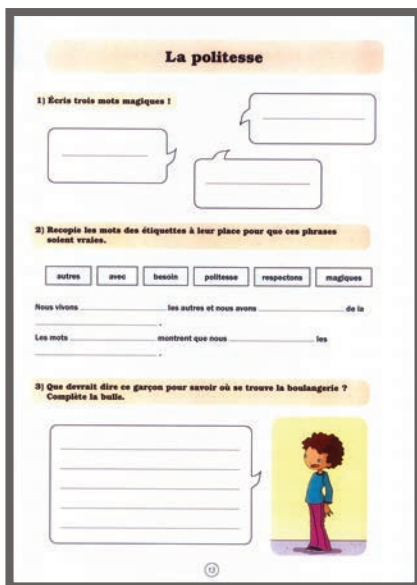 La politesse
1) Écris trois mots magiques !
2) Recopie les mots des étiquettes à leur place pour que ces phrases
soient vraies.
autres avec besoin politesse respectons magiques
Nous vivons les autres et nous avons de la
.
Les mots montrent que nous les
.
3) Que devrait dire ce garçon pour savoir où se trouve la boulangerie ?
Complète la bulle.